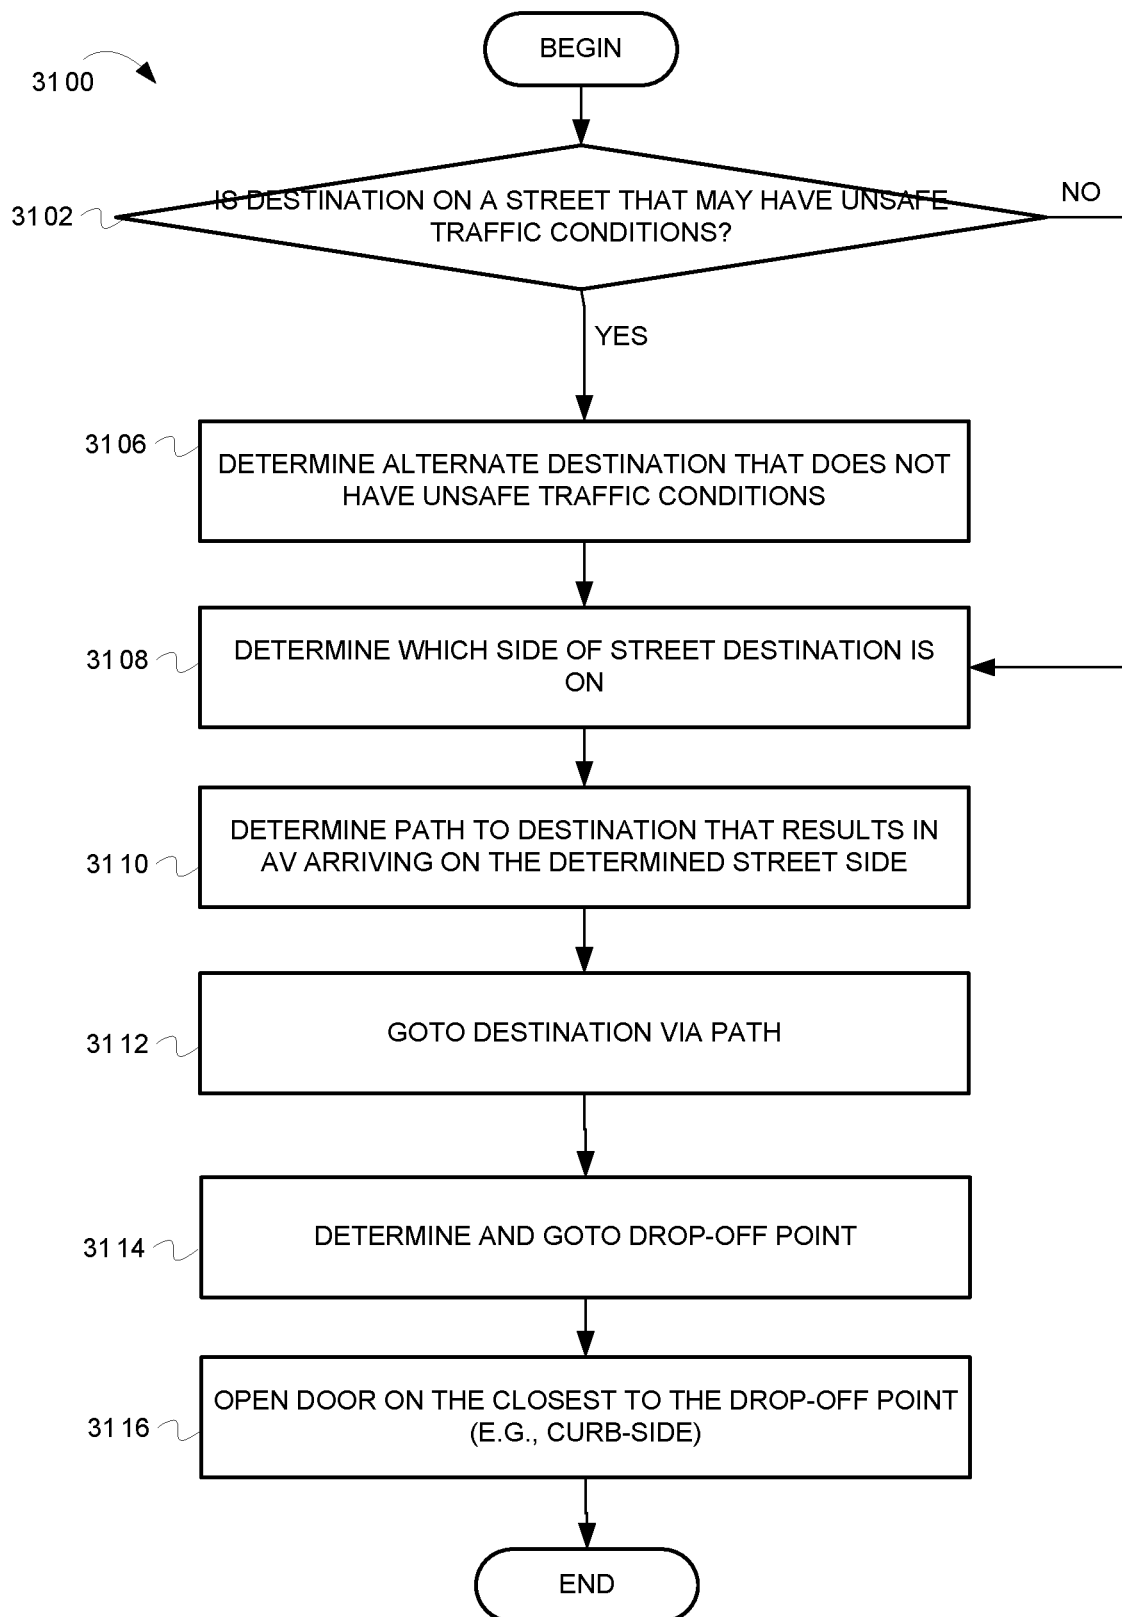 BEGIN
3100
IS DESTINATION ON A STREET THAT MAY HAVE UNSAFE
TRAFFIC CONDITIONS?
NO
3102
YES
3106
DETERMINE ALTERNATE DESTINATION THAT DOES NOT
HAVE UNSAFE TRAFFIC CONDITIONS
3108
DETERMINE WHICH SIDE OF STREET DESTINATION IS
ON
DETERMINE PATH TO DESTINATION THAT RESULTS IN
AV ARRIVING ON THE DETERMINED STREET SIDE
3110
GOTO DESTINATION VIA PATH
3112
DETERMINE AND GOTO DROP-OFF POINT
3114
OPEN DOOR ON THE CLOSEST TO THE DROP-OFF POINT
(E.G., CURB-SIDE)
3116
END